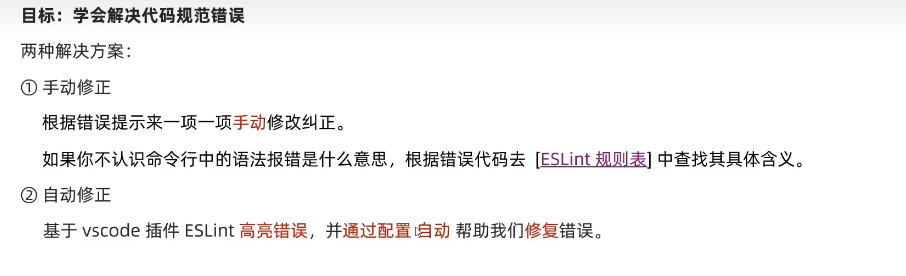 目标：学会解决代码规范错误
两种解决方案：
① 手动修正
根据错误提示来一项一项手动修改纠正。
如果你不认识命令行中的语法报错是什么意思，根据错误代码去 [ESLint 规则表] 中查找其具体含义。
② 自动修正
基于 vscode 插件 ESLint 高亮错误，并通过配置 自动 帮助我们修复错误。